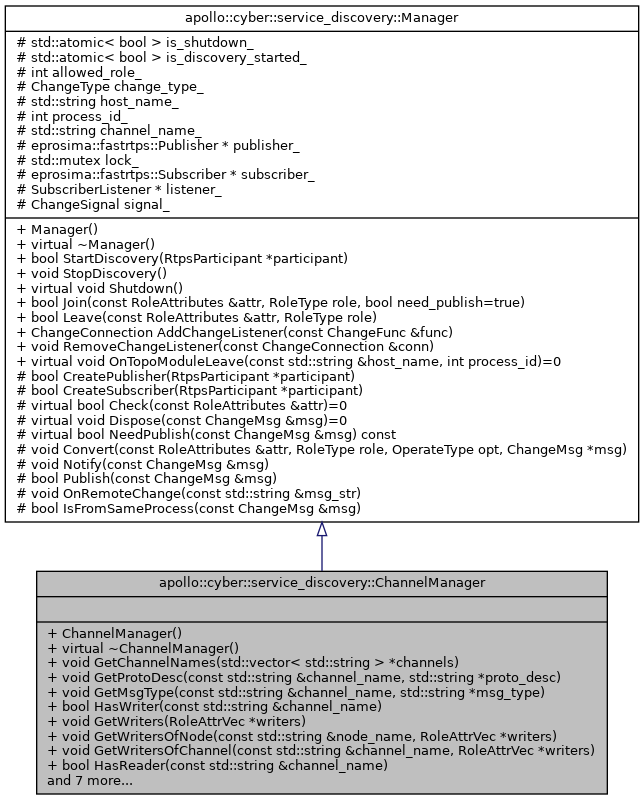 apollo::cyber::service_discovery::Manager
# std::atomic< bool > is_shutdown_
# std::atomic< bool > is_discovery_started_
# int allowed_role_
# ChangeType change_type_
# std::string host_name_
# int process_id_
# std::string channel_name_
# eprosima::fastrtps::Publisher * publisher_
# std::mutex lock_
# eprosima::fastrtps::Subscriber * subscriber_
# SubscriberListener * listener_
# ChangeSignal signal_
+ Manager()
+ virtual ~Manager()
+ bool StartDiscovery(RtpsParticipant *participant)
+ void StopDiscovery()
+ virtual void Shutdown()
+ bool Join(const RoleAttributes &attr, RoleType role, bool need_publish=true)
+ bool Leave(const RoleAttributes &attr, RoleType role)
+ ChangeConnection AddChangeListener(const ChangeFunc &func)
+ void RemoveChangeListener(const ChangeConnection &conn)
+ virtual void OnTopoModuleLeave(const std::string &host_name, int process_id)=0
# bool CreatePublisher(RtpsParticipant *participant)
# bool CreateSubscriber(RtpsParticipant *participant)
# virtual bool Check(const RoleAttributes &attr)=0
# virtual void Dispose(const ChangeMsg &msg)=0
# virtual bool NeedPublish(const ChangeMsg &msg) const
# void Convert(const RoleAttributes &attr, RoleType role, OperateType opt, ChangeMsg *msg)
# void Notify(const ChangeMsg &msg)
# bool Publish(const ChangeMsg &msg)
# void OnRemoteChange(const std::string &msg_str)
# bool IsFromSameProcess(const ChangeMsg &msg)
apollo::cyber::service_discovery::ChannelManager
+ ChannelManager()
+ virtual ~ChannelManager()
+ void GetChannelNames(std::vector< std::string > *channels)
+ void GetProtoDesc(const std::string &channel_name, std::string *proto_desc)
+ void GetMsgType(const std::string &channel_name, std::string *msg_type)
+ bool HasWriter(const std::string &channel_name)
+ void GetWriters(RoleAttrVec *writers)
+ void GetWritersOfNode(const std::string &node_name, RoleAttrVec *writers)
+ void GetWritersOfChannel(const std::string &channel_name, RoleAttrVec *writers)
+ bool HasReader(const std::string &channel_name)
and 7 more...